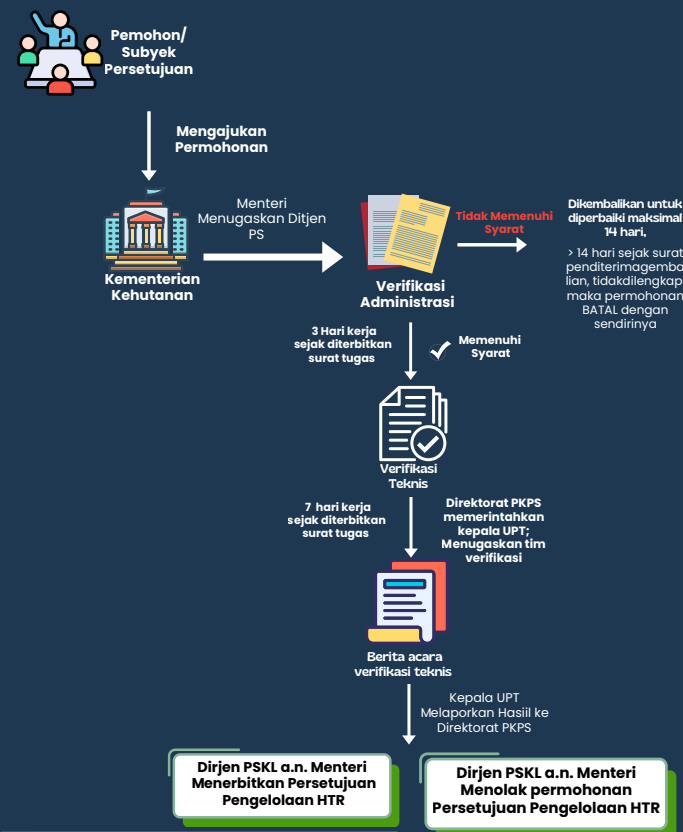 Pemohon/
Subyek
Persetujuan
Mengajukan
Permohonan
Kementerian
Kehutanan
Menteri
Menugaskan Ditjen
PS
Verifikasi
Administrasi
Tidak Memenuhi
Syarat
Dikembalikan untuk
diperbaiki maksimal
14 hari,
> 14 hari sejak surat
penditerimagemba
lian, tidakdilengkap
maka permohonan
BATAL dengan
sendirinya
3 Hari kerja
sejak diterbitkan
surat tugas
Memenuhi
Syarat
Verifikasi
Teknis
7 hari kerja
sejak diterbitkan
surat tugas
Direktorat PKPS
memerintahkan
kepala UPT;
Menugaskan tim
verifikasi
Berita acara
verifikasi teknis
Kepala UPT
Melaporkan Hasiil ke
Direktorat PKPS
Dirjen PSKL a.n. Menteri
Menerbitkan Persetujuan
Pengelolaan HTR
Dirjen PSKL a.n. Menteri
Menolak permohonan
Persetujuan Pengelolaan HTR